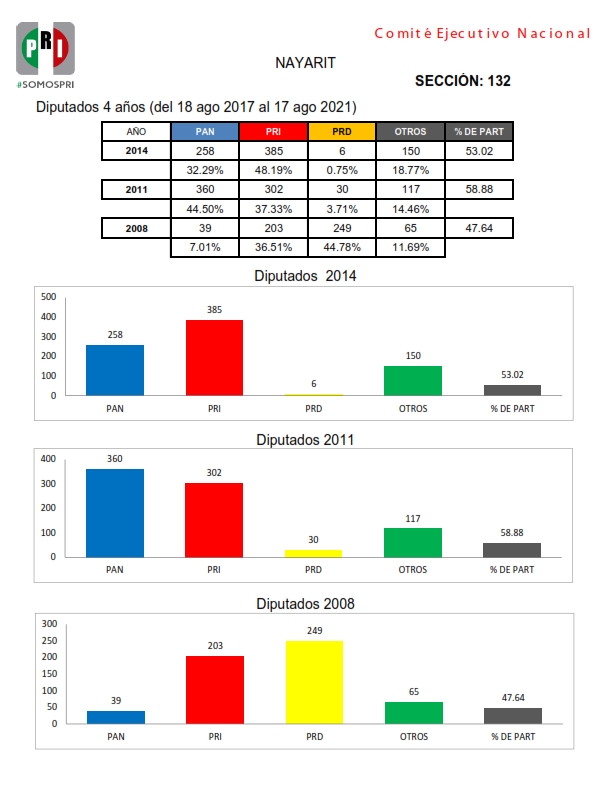 Comité Ejecutivo Nacional
PRI
#SOMOSPRI
NAYARIT
SECCIÓN: 132
Diputados 4 años (del 18 ago 2017 al 17 ago 2021)
AÑO PAN PRI PRD OTROS % DE PART
2014 258 385 6 150 53.02
32.29% 48.19% 0.75% 18.77%
2011 360 302 30 117 58.88
44.50% 37.33% 3.71% 14.46%
2008 39 203 249 65 47.64
7.01% 36.51% 44.78% 11.69%
Diputados 2014
500
400
300
200
100
0
258
385
6
150
53.02
PAN PRI PRD OTROS % DE PART
Diputados 2011
400
300
200
100
0
360
302
30
117
58.88
PAN PRI PRD OTROS % DE PART
Diputados 2008
300
250
200
150
100
50
0
39
203
249
65
47.64
PAN PRI PRD OTROS % DE PART